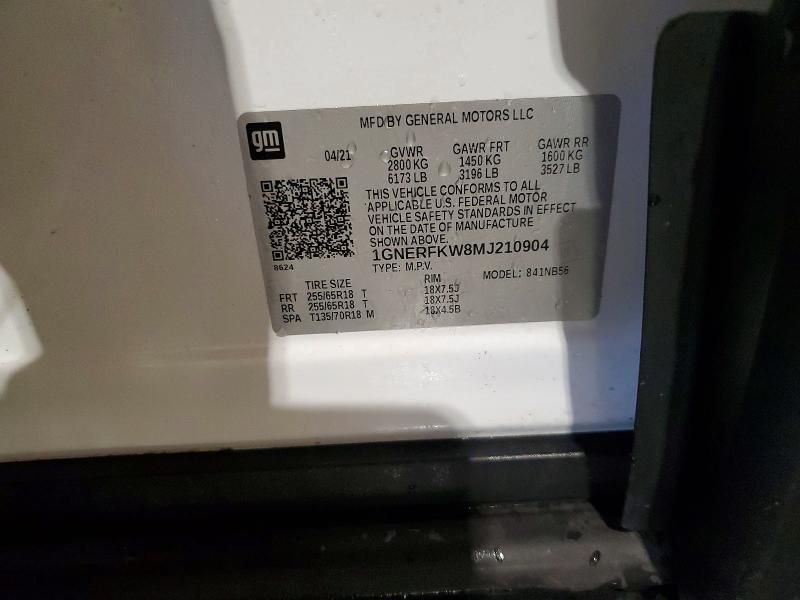 gm
MFD BY GENERAL MOTORS LLC
04/21 GVWR GAWR FRT GAWR RR
2800 KG 1450 KG 1600 KG
6173 LB 3196 LB 3527 LB
THIS VEHICLE CONFORMS TO ALL
APPLICABLE U.S. FEDERAL MOTOR
VEHICLE SAFETY STANDARDS IN EFFECT
ON THE DATE OF MANUFACTURE
SHOWN ABOVE.
8624
1GNERFKW8MJ210904
TYPE: M.P.V. MODEL: 841NB56
TIRE SIZE RIM
FRT 255/65R18 T 18X7.5J
RR 255/65R18 T 18X7.5J
SPA T135/70R18 M 18X4.5B